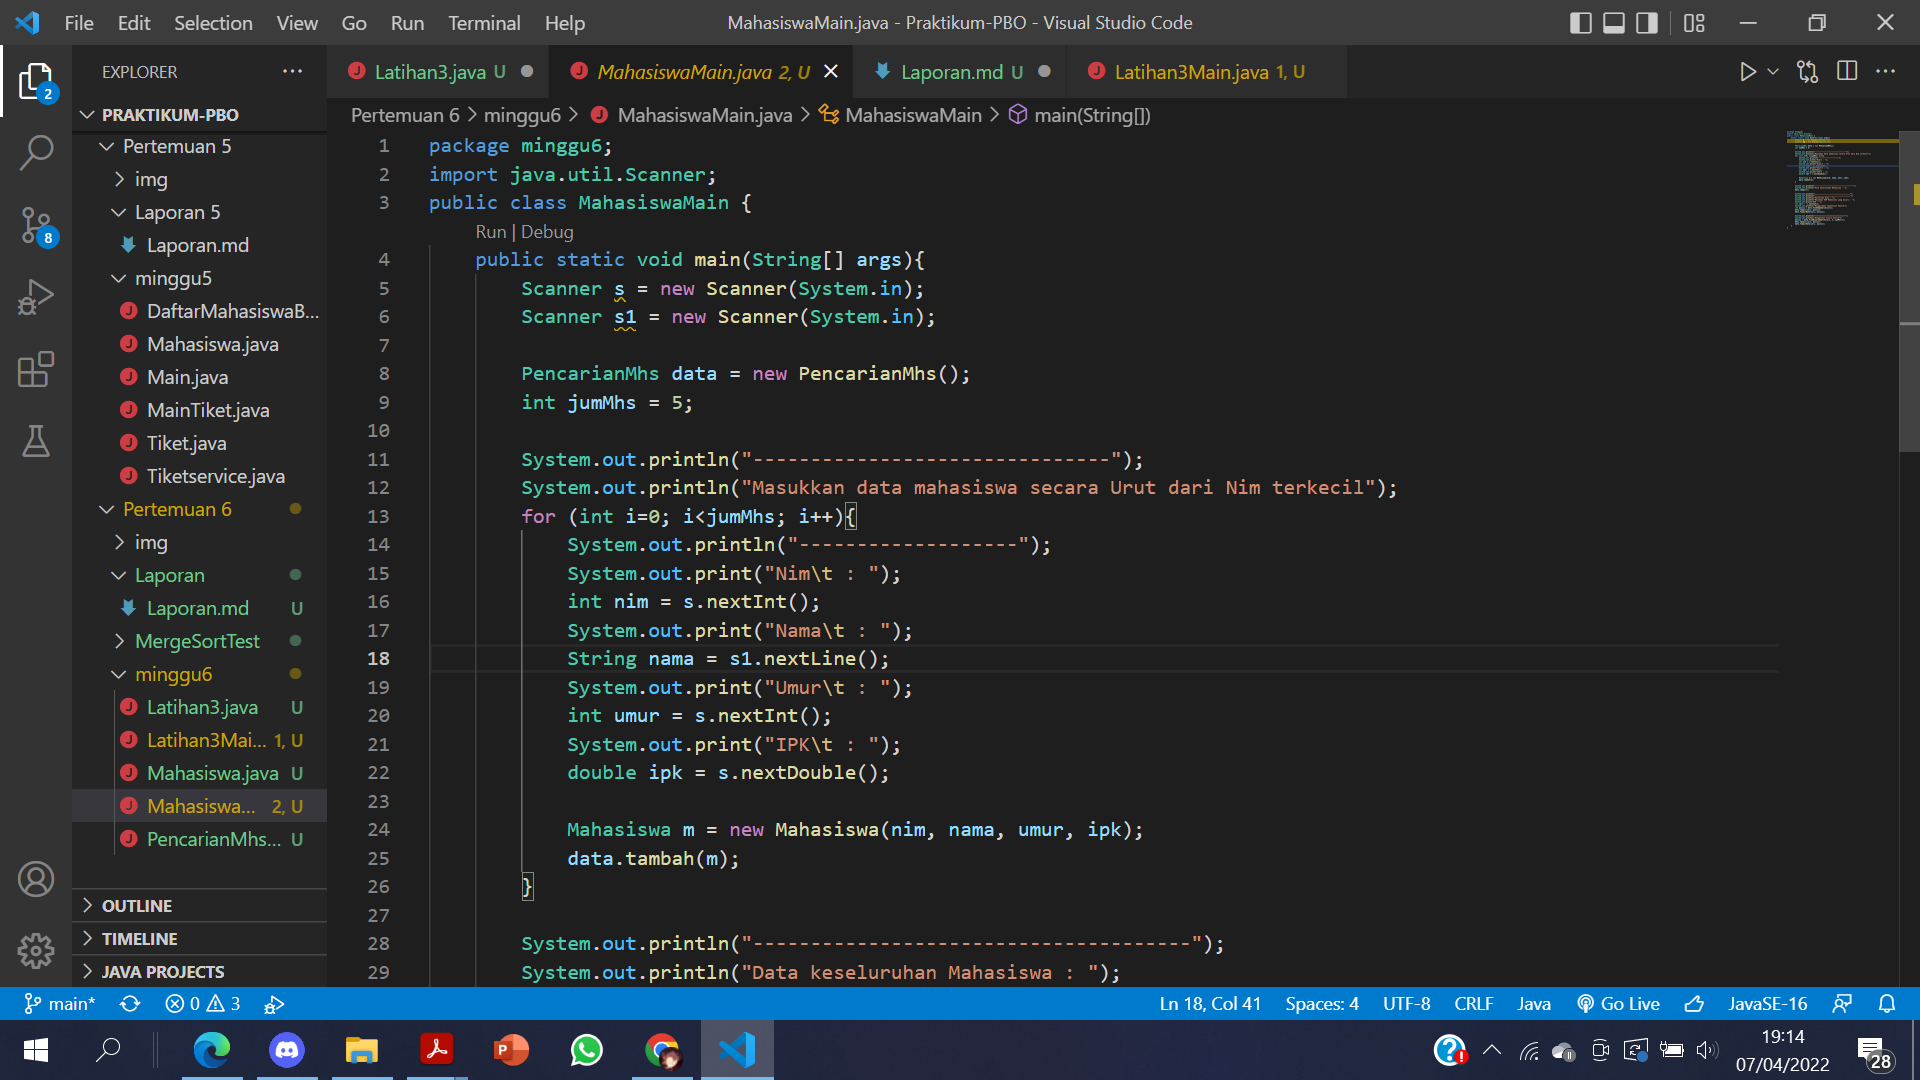 File Edit Selection View Go Run Terminal Help MahasiswaMain.java - Praktikum-PBO - Visual Studio Code
EXPLORER
PRAKTIKUM-PBO
Pertemuan 5
img
Laporan 5
Laporan.md
minggu5
DaftarMahasiswaB...
Mahasiswa.java
Main.java
MainTiket.java
Tiket.java
Tiketservice.java
Pertemuan 6
img
Laporan
Laporan.md U
MergeSortTest
minggu6
Latihan3.java U
Latihan3Mai... 1, U
Mahasiswa.java U
Mahasiswa... 2, U
PencarianMhs... U
OUTLINE
TIMELINE
JAVA PROJECTS
2
8
Latihan3.java U MahasiswaMain.java 2, U Laporan.md U Latihan3Main.java 1, U
Pertemuan 6 > minggu6 > MahasiswaMain.java > MahasiswaMain > main(String[])
1 package minggu6;
2 import java.util.Scanner;
3 public class MahasiswaMain {
Run | Debug
4 public static void main(String[] args){
5 Scanner s = new Scanner(System.in);
6 Scanner s1 = new Scanner(System.in);
7
8 PencarianMhs data = new PencarianMhs();
9 int jumMhs = 5;
10
11 System.out.println("-------------------------------");
12 System.out.println("Masukkan data mahasiswa secara Urut dari Nim terkecil");
13 for (int i=0; i<jumMhs; i++){
14 System.out.println("-------------------");
15 System.out.print("Nim\t : ");
16 int nim = s.nextInt();
17 System.out.print("Nama\t : ");
18 String nama = s1.nextLine();
19 System.out.print("Umur\t : ");
20 int umur = s.nextInt();
21 System.out.print("IPK\t : ");
22 double ipk = s.nextDouble();
23
24 Mahasiswa m = new Mahasiswa(nim, nama, umur, ipk);
25 data.tambah(m);
26 }
27
28 System.out.println("--------------------------------------");
29 System.out.println("Data keseluruhan Mahasiswa : ");
main* 0 3 Ln 18, Col 41 Spaces: 4 UTF-8 CRLF Java Go Live JavaSE-16
19:14
07/04/2022
28